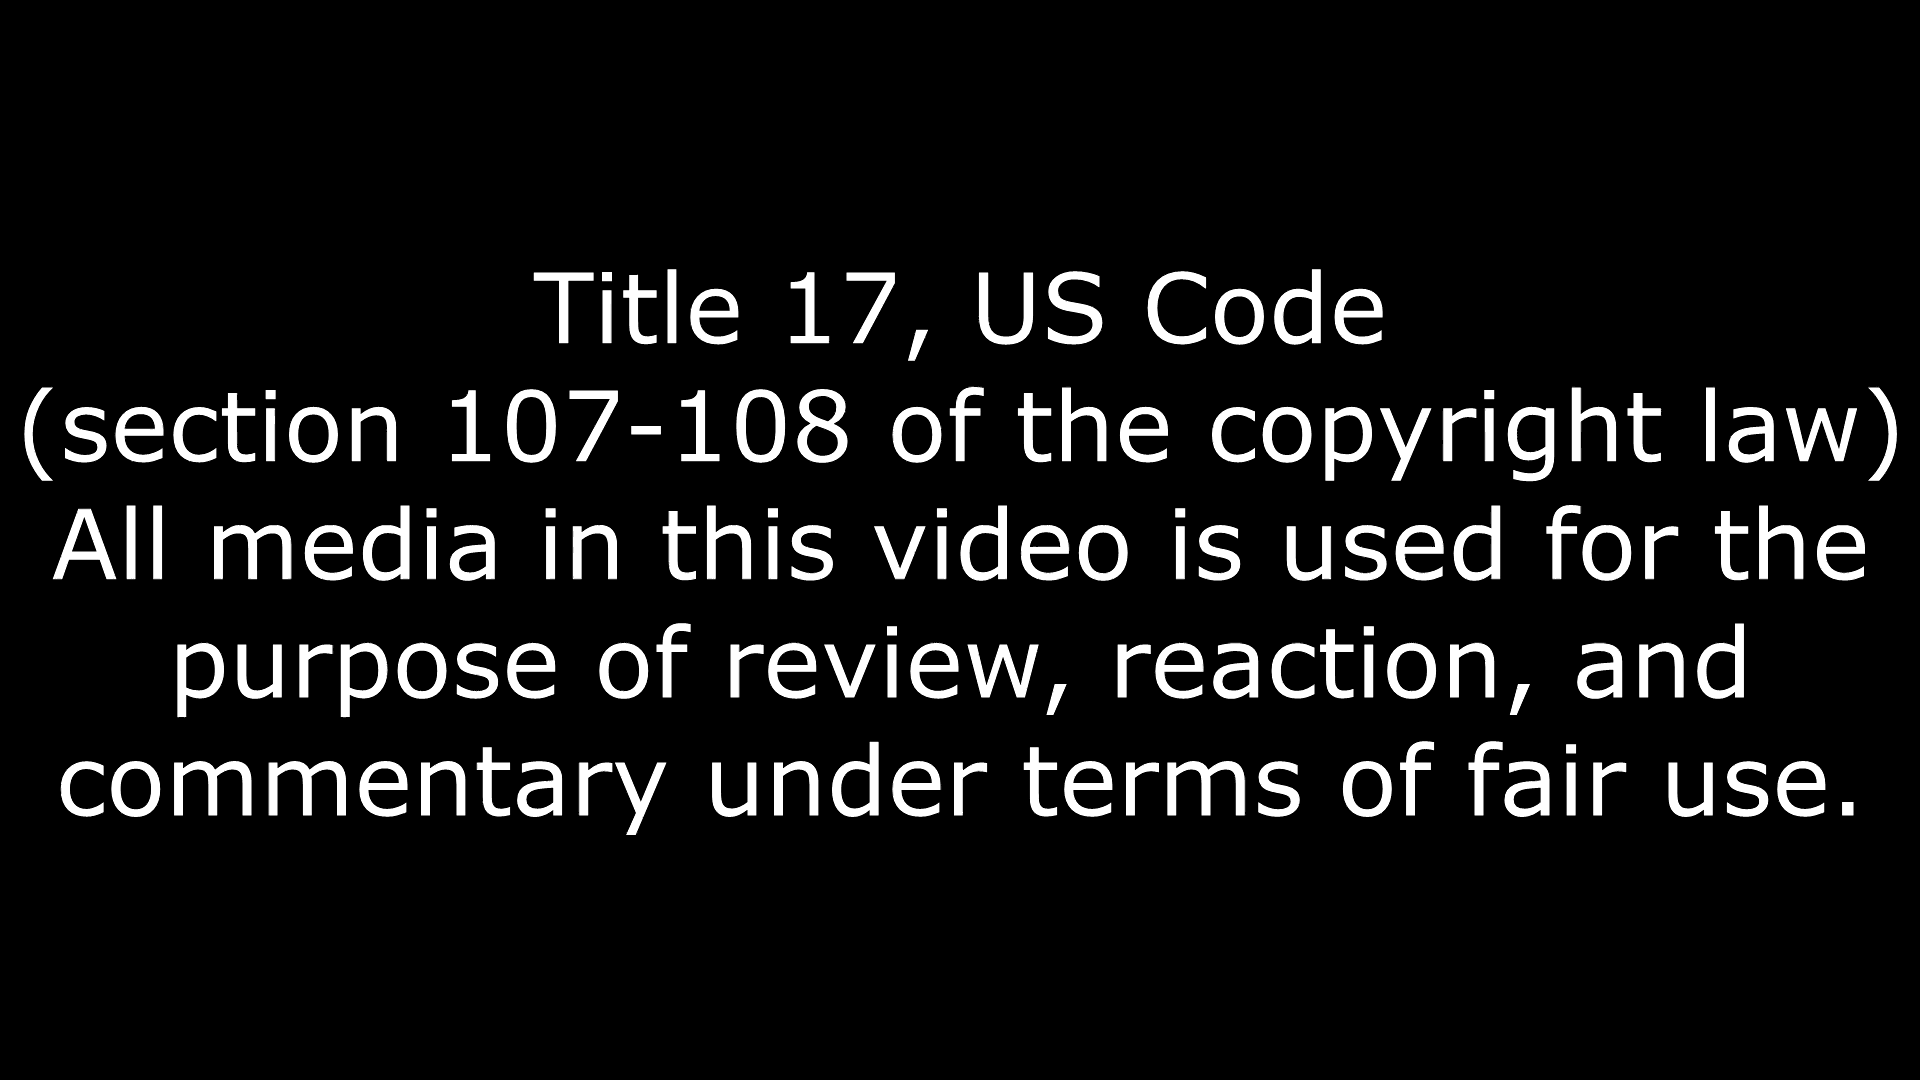 Title 17, US Code
(section 107-108 of the copyright law)
All media in this video is used for the
purpose of review, reaction, and
commentary under terms of fair use.